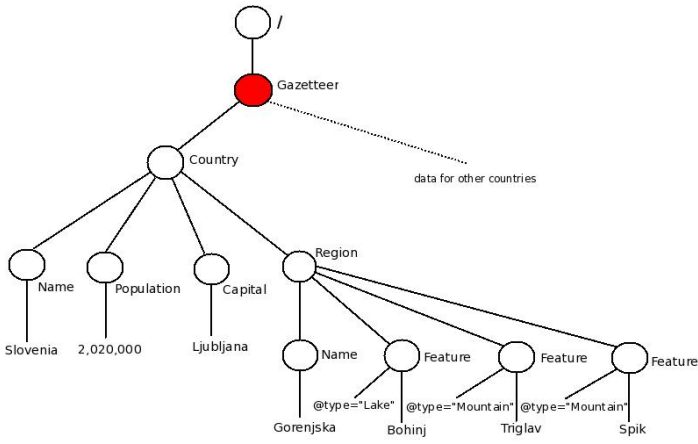 /
Gazetteer
Country
data for other countries
Region
Name
Population
Capital
Slovenia
2,020,000
Ljubljana
Name
Feature
Feature
Feature
@type="Lake"
@type="Mountain"
@type="Mountain"
Gorenjska
Bohinj
Triglav
Spik